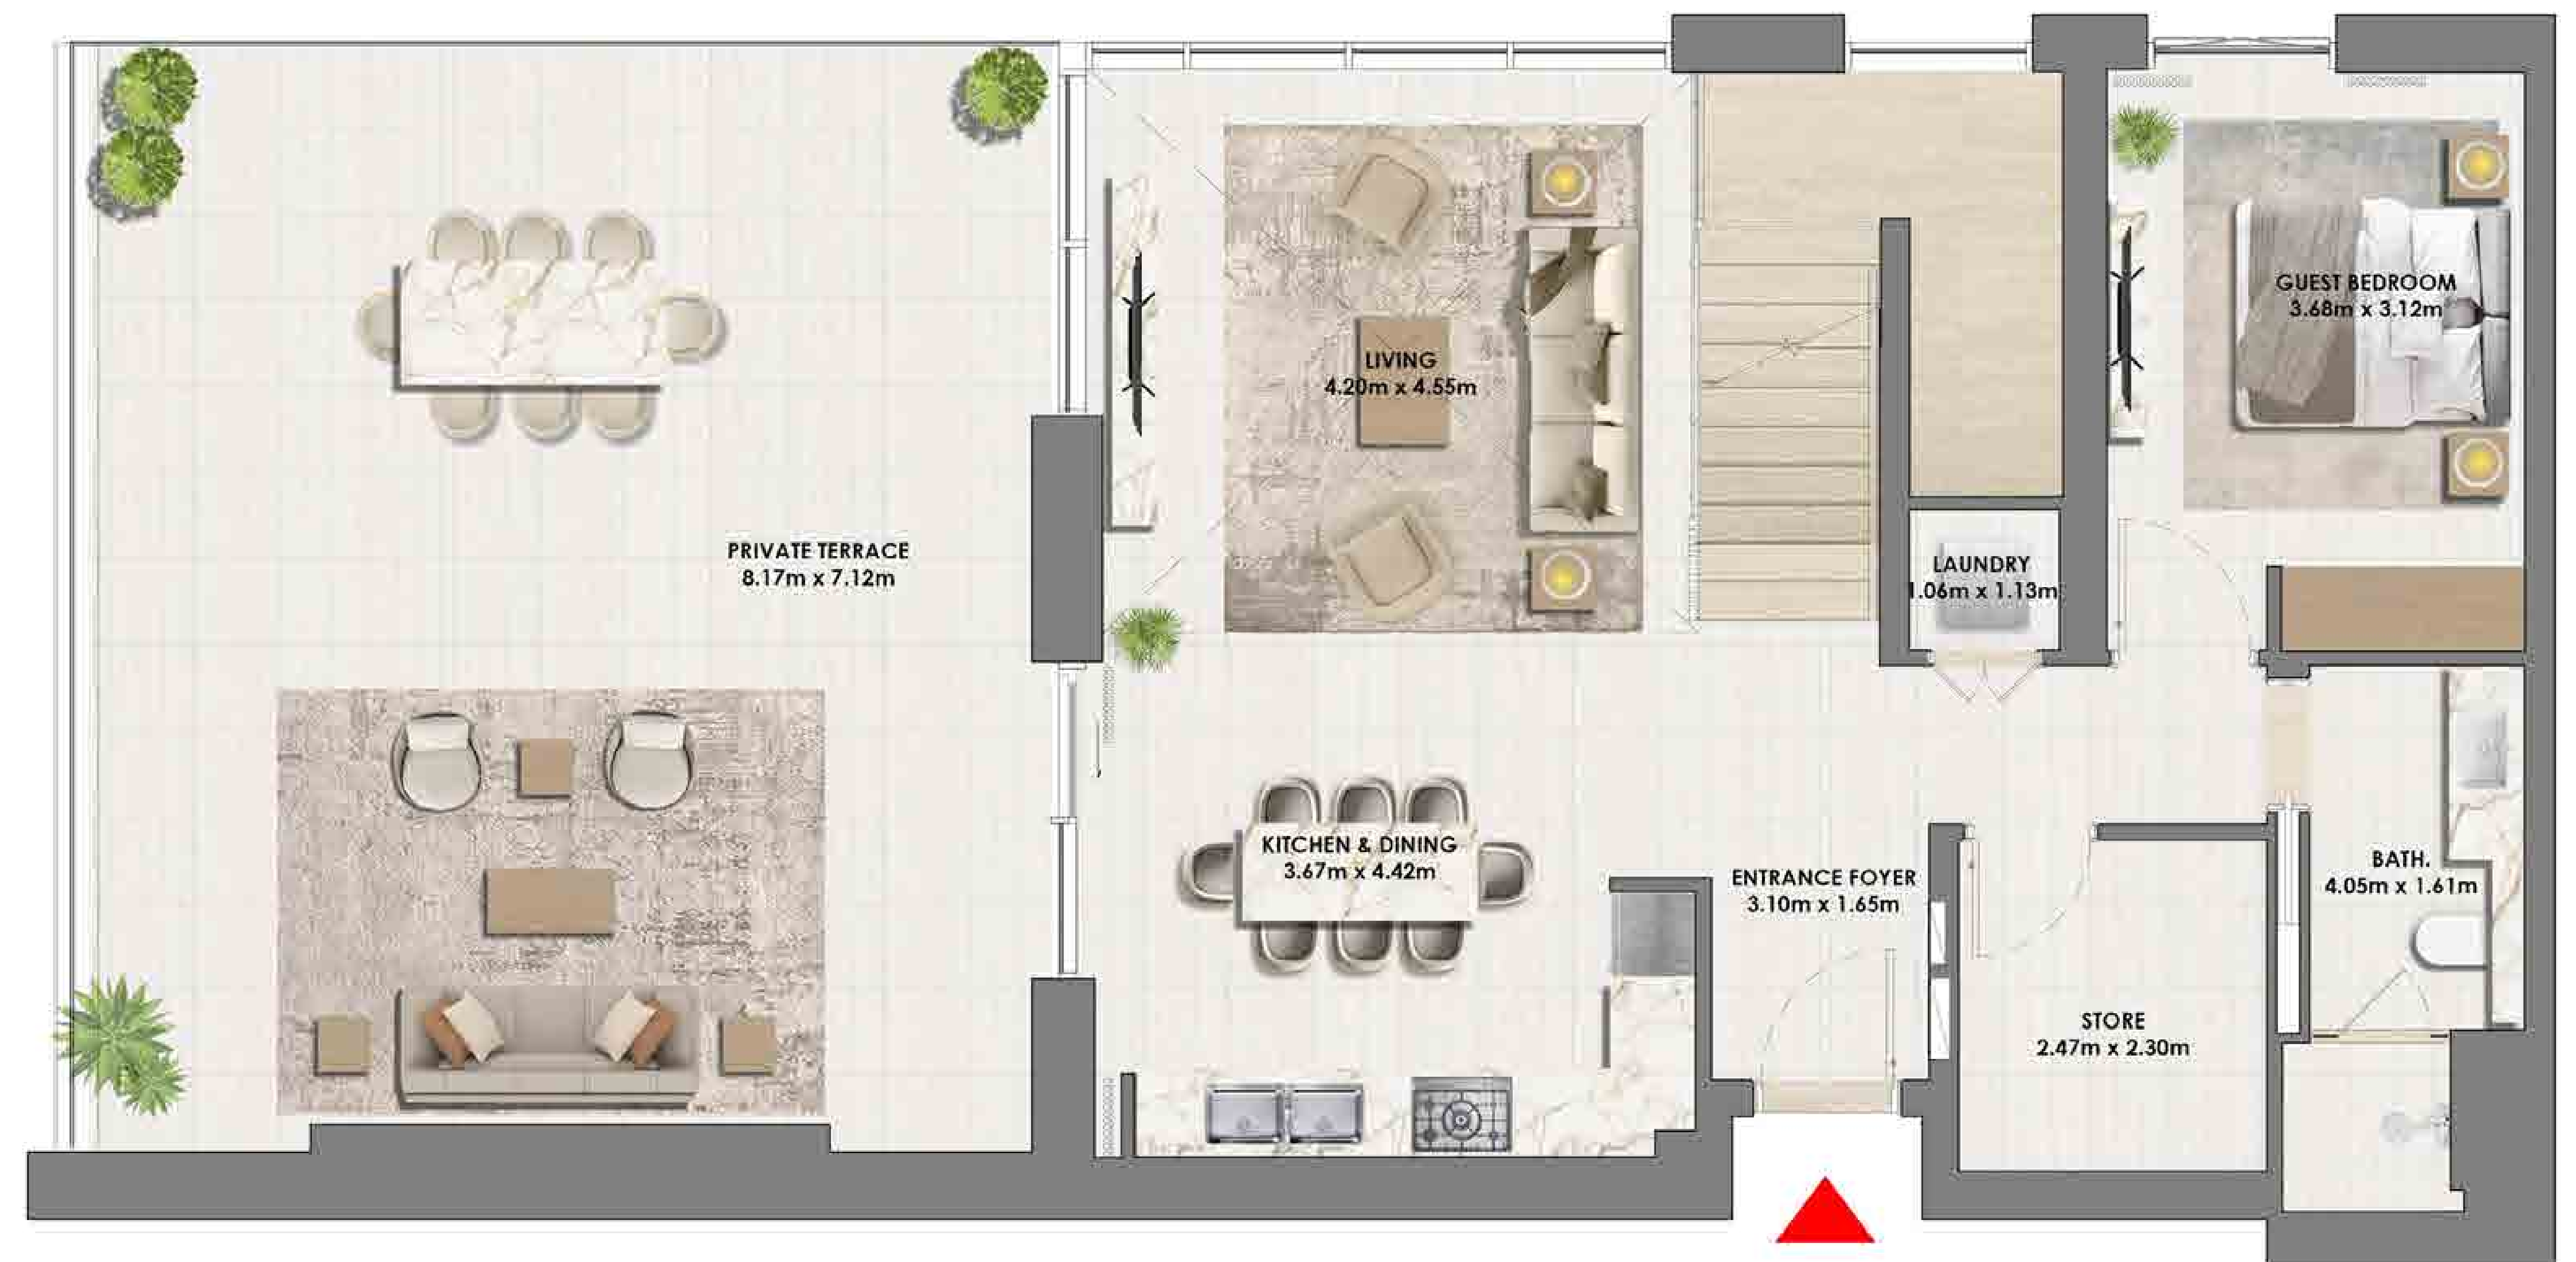 GUEST BEDROOM
3.68m x 3.12m
LIVING
4.20m x 4.55m
PRIVATE TERRACE
8.17m x 7.12m
LAUNDRY
1.06m x 1.13m
KITCHEN & DINING
3.67m x 4.42m
ENTRANCE FOYER
3.10m x 1.65m
BATH.
4.05m x 1.61m
STORE
2.47m x 2.30m